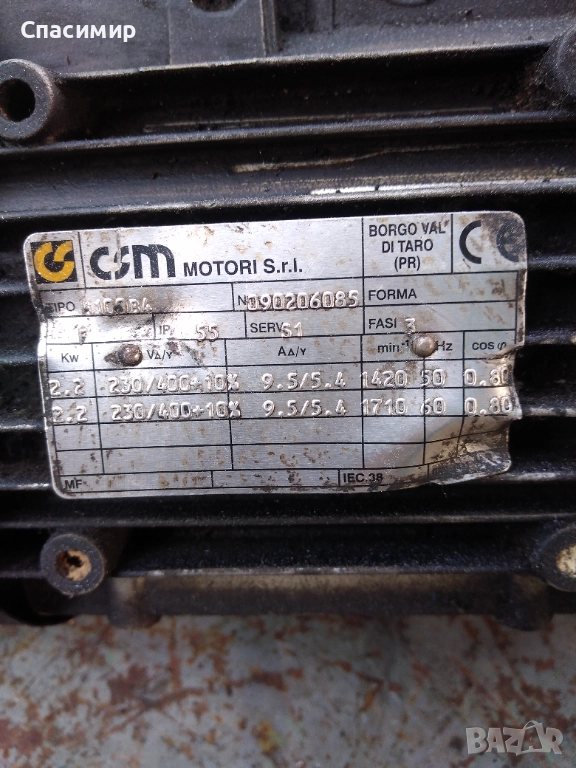 Спасимир
CSM MOTORI S.r.l.
BORGO VAL
DI TARO
(PR)
CE
TIPO N° 090206085 FORMA
IP 55 SERV S1 FASI 3
Kw V∆/Y A∆/Y min-1 Hz cos φ
2.2 230/400+10% 9.5/5.4 1420 50 0.80
2.2 230/400+10% 9.5/5.4 1710 60 0.80
MF IEC.38
BAZAR